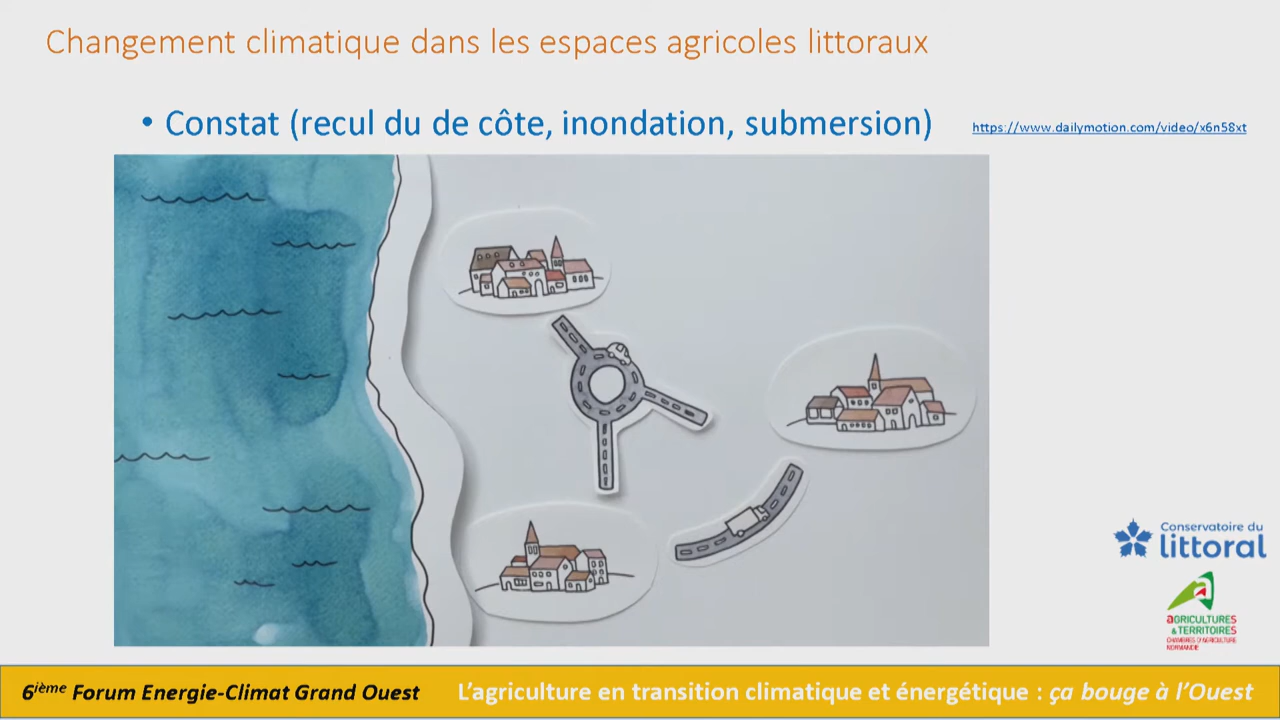 Changement climatique dans les espaces agricoles littoraux
• Constat (recul du de côte, inondation, submersion)
https://www.dailymotion.com/video/x6n58xt
Conservatoire du
littoral
aGRICULTURES
& TERRITOIRES
CHAMBRES D'AGRICULTURE
NORMANDIE
6ième Forum Energie-Climat Grand Ouest
L'agriculture en transition climatique et énergétique : ça bouge à l'Ouest